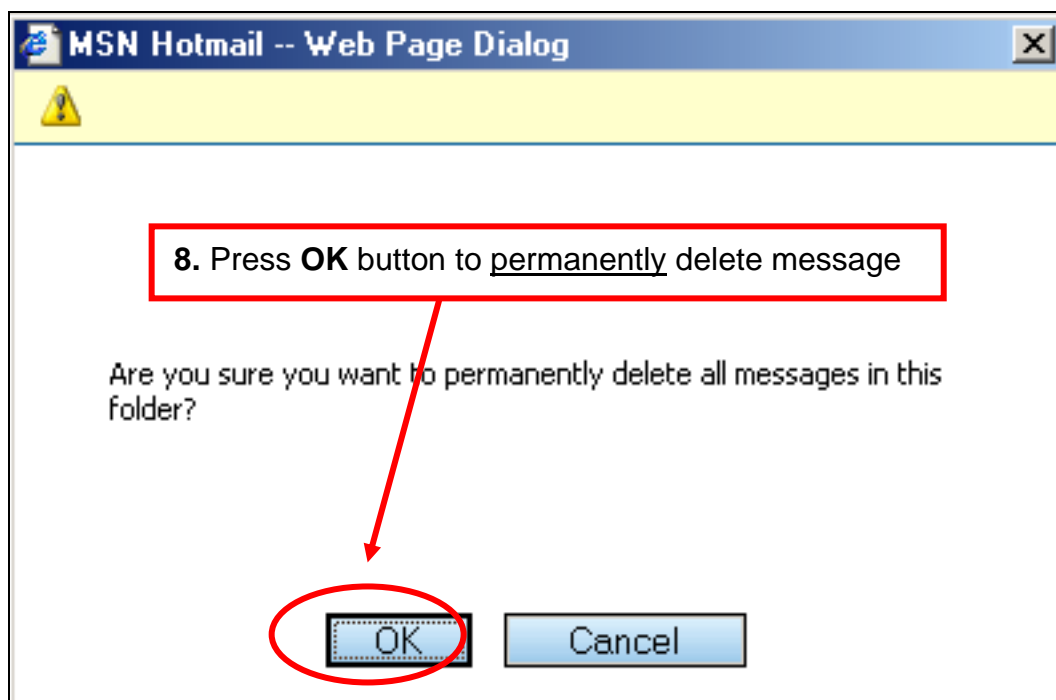 MSN Hotmail -- Web Page Dialog
8. Press OK button to permanently delete message
Are you sure you want to permanently delete all messages in this
folder?
OK Cancel